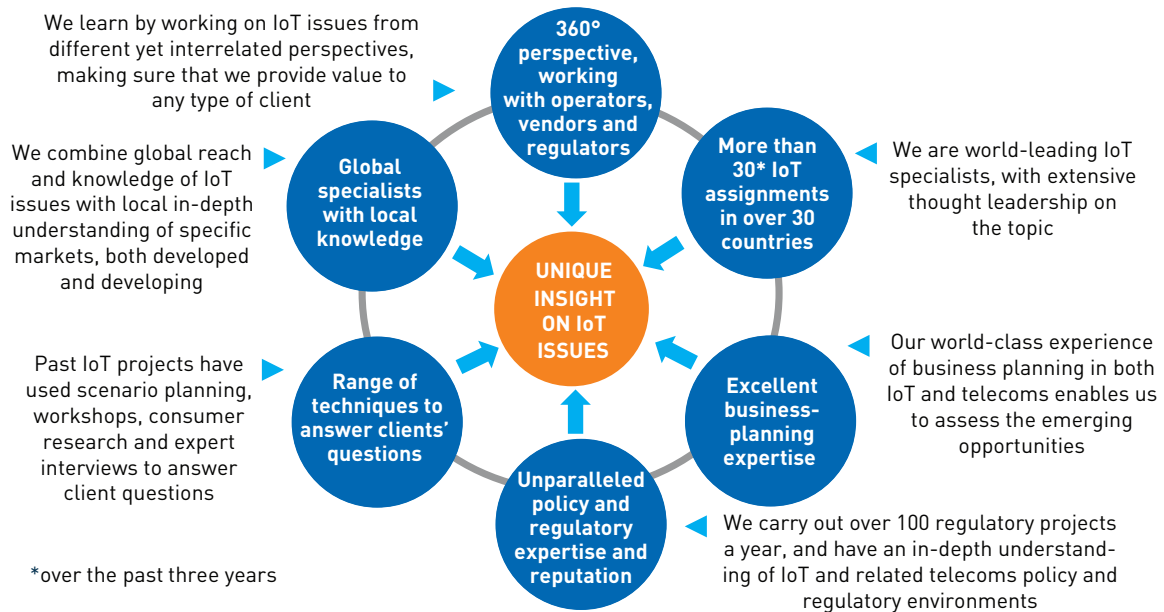 We learn by working on IoT issues from
different yet interrelated perspectives,
making sure that we provide value to
any type of client
360°
perspective,
working
with operators,
vendors and
regulators
We combine global reach
and knowledge of IoT
issues with local in-depth
understanding of specific
markets, both developed
and developing
Global
specialists
with local
knowledge
More than
30* IoT
assignments
in over 30
countries
We are world-leading IoT
specialists, with extensive
thought leadership on
the topic
UNIQUE
INSIGHT
ON IoT
ISSUES
Past IoT projects have
used scenario planning,
workshops, consumer
research and expert
interviews to answer
client questions
Range of
techniques to
answer clients’
questions
Excellent
business-
planning
expertise
Our world-class experience
of business planning in both
IoT and telecoms enables us
to assess the emerging
opportunities
Unparalleled
policy and
regulatory
expertise and
reputation
We carry out over 100 regulatory projects
a year, and have an in-depth understand-
ing of IoT and related telecoms policy and
regulatory environments
*over the past three years